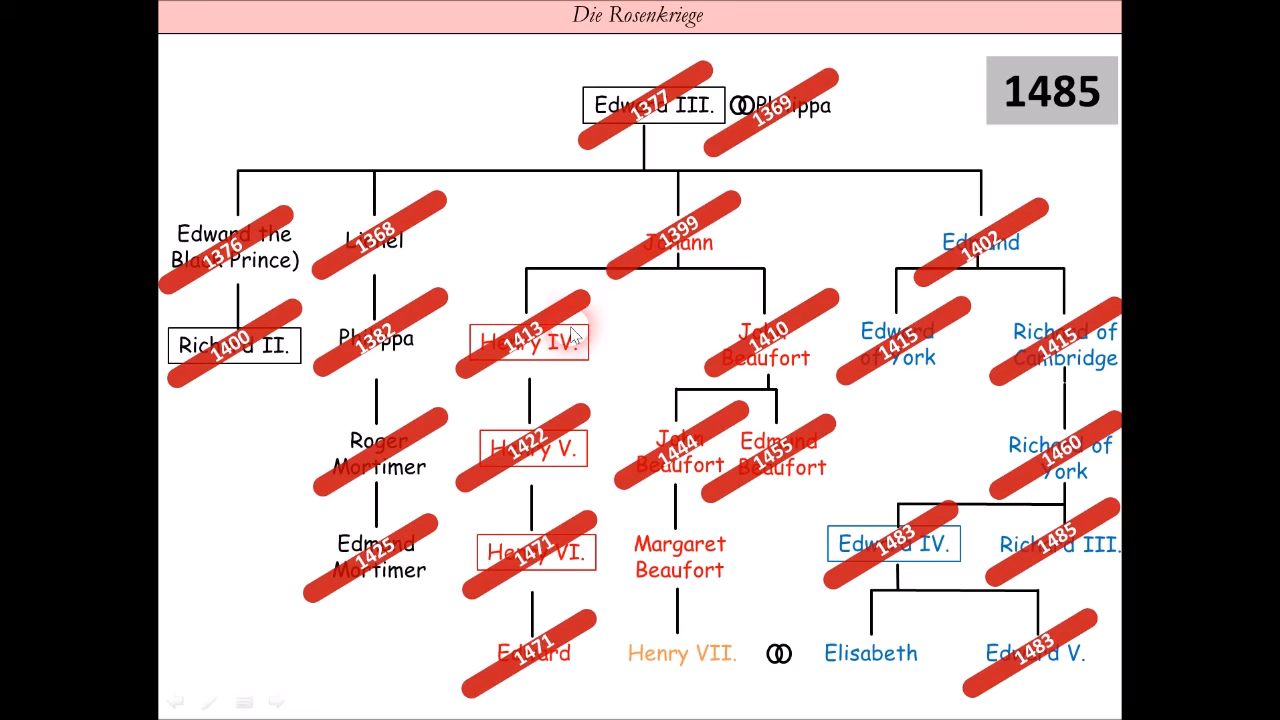 Die Rosenkriege
1485
Edward III.
1377
Philippa
1369
Edward the
Black Prince)
1376
Lionel
1368
Johann
1399
Edmund
1402
Richard II.
1400
Philippa
1382
Henry IV.
1413
John
Beaufort
1410
Edward
of York
1415
Richard of
Cambridge
1415
Roger
Mortimer
Henry V.
1422
John
Beaufort
1444
Edmund
Beaufort
1455
Richard of
York
1460
Edmund
Mortimer
1425
Henry VI.
1471
Margaret
Beaufort
Edward IV.
1483
Richard III.
1485
Edward
1471
Henry VII.
Elisabeth
Edward V.
1483